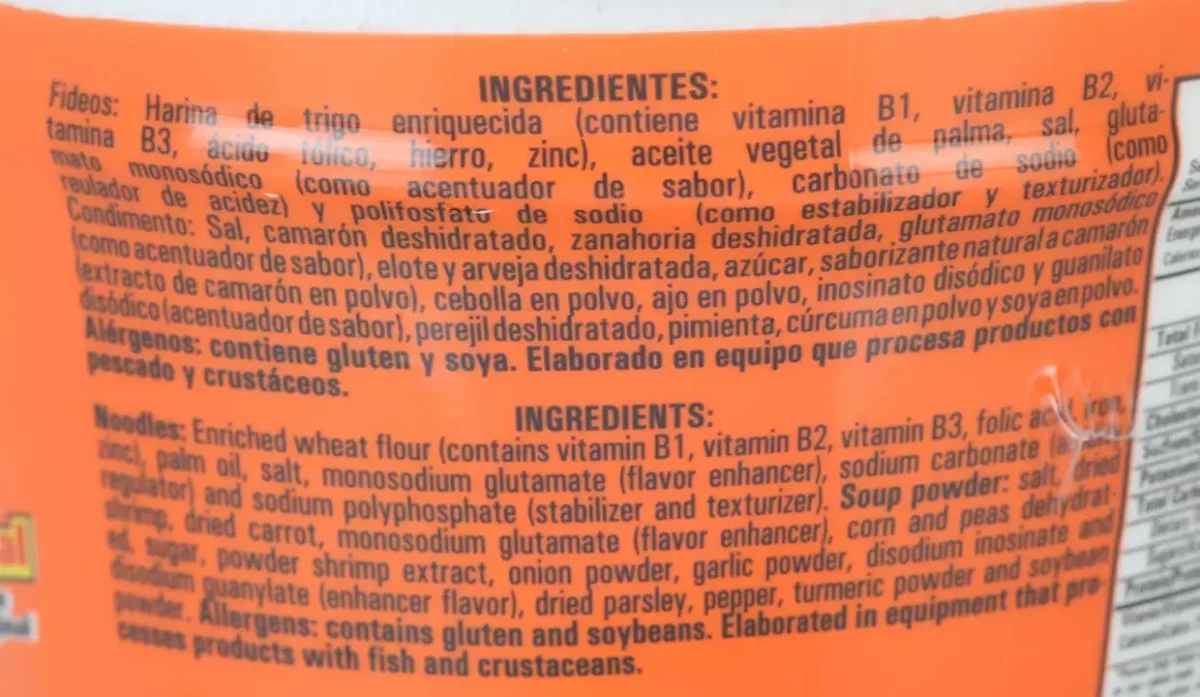 INGREDIENTES:
Fideos: Harina de trigo enriquecida (contiene vitamina B1, vitamina B2, vi-
tamina B3, ácido fólico, hierro, zinc), aceite vegetal de palma, sal, gluta-
mato monosódico (como acentuador de sabor), carbonato de sodio (como
reulador de acidez) y polifosfato de sodio (como estabilizador y texturizador).
Condimento: Sal, camarón deshidratado, zanahoria deshidratada, glutamato monosódico
(como acentuador de sabor), elote y arveja deshidratada, azúcar, saborizante natural a camarón
(extracto de camarón en polvo), cebolla en polvo, ajo en polvo, inosinato disódico y guanilato
disódico (acentuador de sabor), perejil deshidratado, pimienta, cúrcuma en polvo y soya en polvo.
Alérgenos: contiene gluten y soya. Elaborado en equipo que procesa productos con
pescado y crustáceos.
INGREDIENTS:
Noodles: Enriched wheat flour (contains vitamin B1, vitamin B2, vitamin B3, folic acid, iron,
zinc), palm oil, salt, monosodium glutamate (flavor enhancer), sodium carbonate
regulator) and sodium polyphosphate (stabilizer and texturizer). Soup powder: salt, dried
shrimp, dried carrot, monosodium glutamate (flavor enhancer), corn and peas dehydrat-
ed, sugar, powder shrimp extract, onion powder, garlic powder, disodium inosinate and
disodium guanylate (enhancer flavor), dried parsley, pepper, turmeric powder and soybean
powder. Allergens: contains gluten and soybeans. Elaborated in equipment that pro-
cesses products with fish and crustaceans.